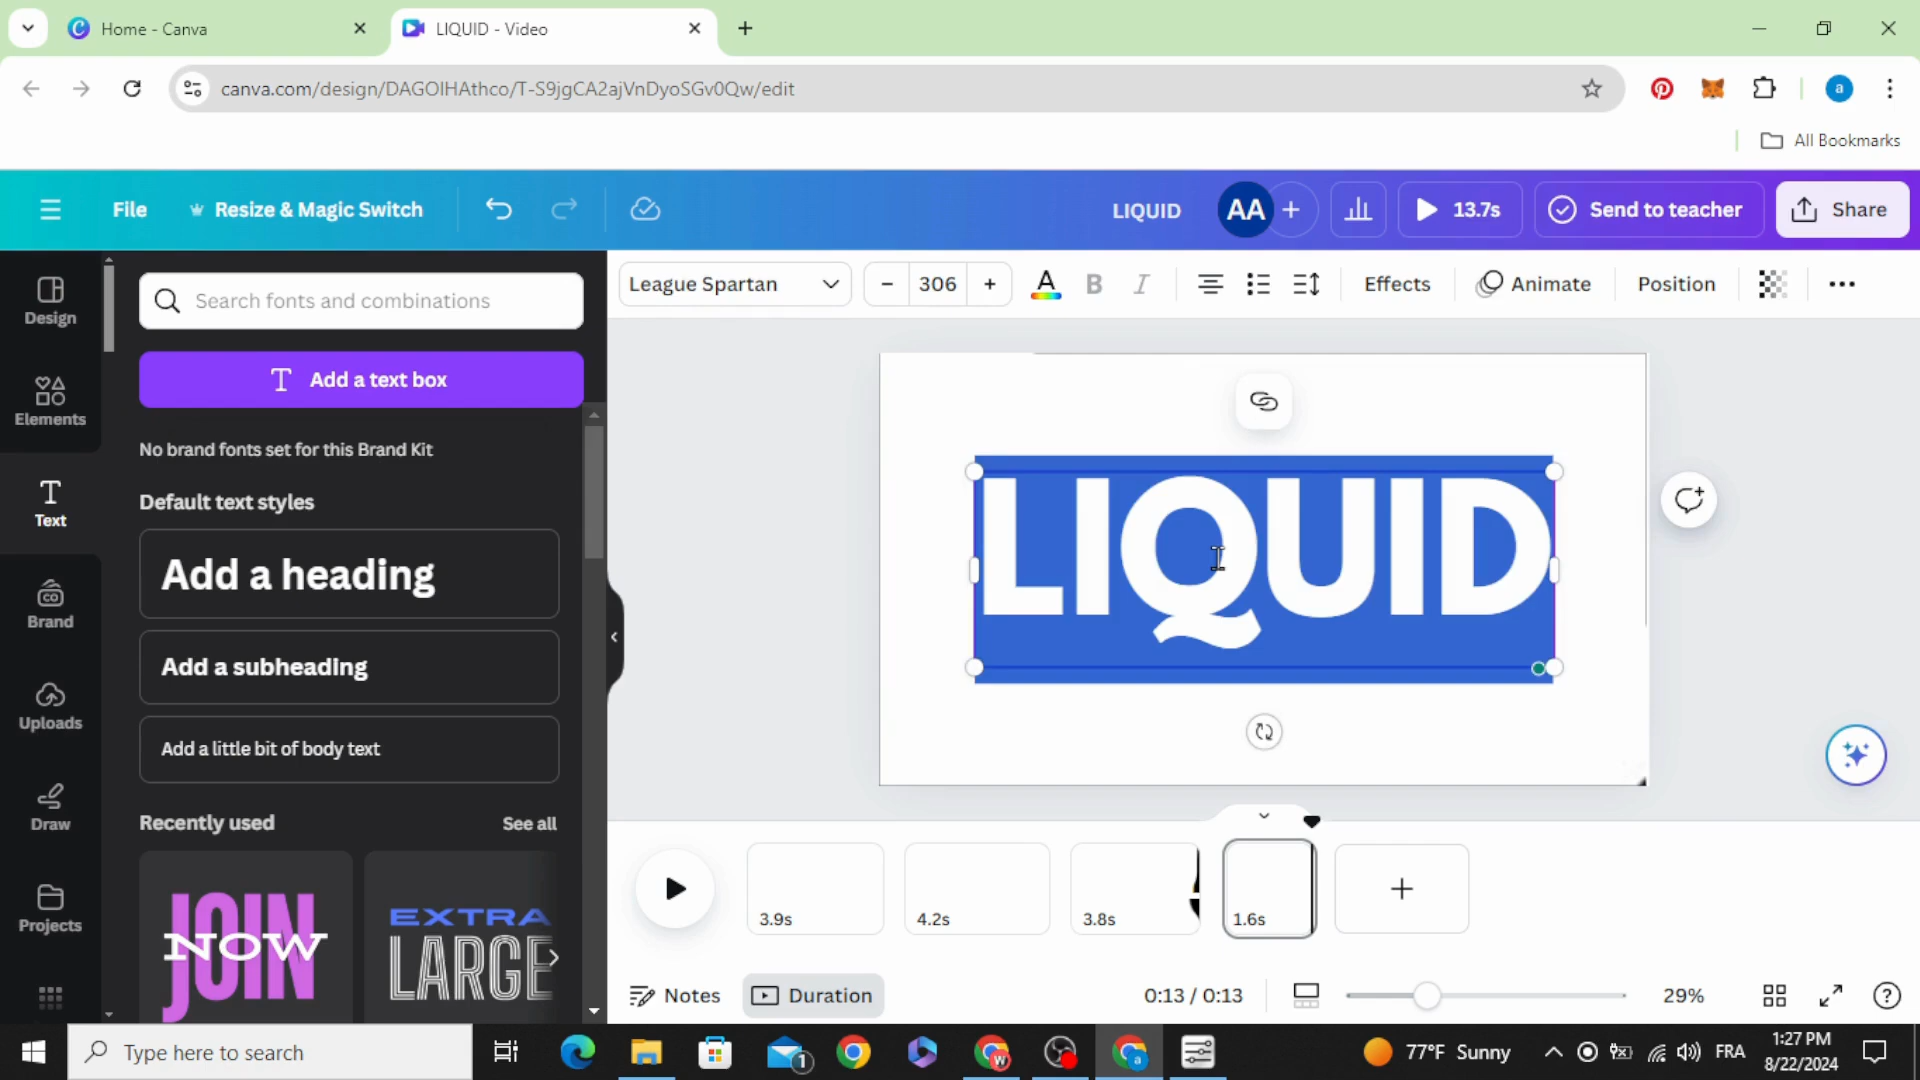 Home - Canva
LIQUID - Video
canva.com/design/DAGOIHAthco/T-S9jgCA2ajVnDyoSGv0Qw/edit
a
All Bookmarks
File
Resize & Magic Switch
LIQUID
AA
13.7s
Send to teacher
Share
Design
Elements
Text
Brand
Uploads
Draw
Projects
Search fonts and combinations
Add a text box
No brand fonts set for this Brand Kit
Default text styles
Add a heading
Add a subheading
Add a little bit of body text
Recently used
See all
JOIN
NOW
EXTRA
LARGE
League Spartan
306
A
B
I
Effects
Animate
Position
LIQUID
3.9s
4.2s
3.8s
1.6s
Notes
Duration
0:13 / 0:13
29%
Type here to search
1
77°F Sunny
FRA
1:27 PM
8/22/2024